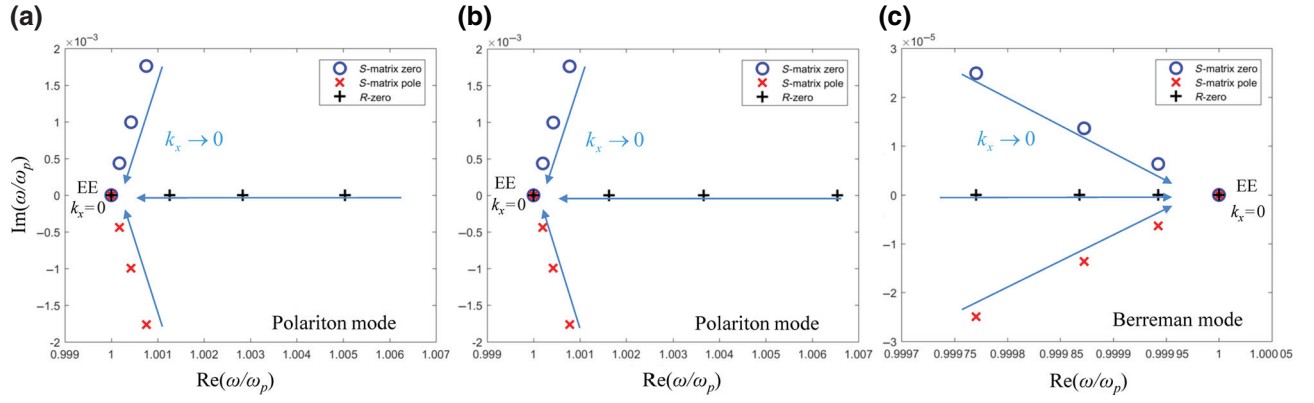 (a)
×10⁻³
2
1.5
1
0.5
0
-0.5
-1
-1.5
-2
Im(ω/ωp)
S-matrix zero
S-matrix pole
R-zero
kx → 0
EE
kx=0
Polariton mode
0.999 1 1.001 1.002 1.003 1.004 1.005 1.006 1.007
Re(ω/ωp)
(b)
×10⁻³
2
1.5
1
0.5
0
-0.5
-1
-1.5
-2
S-matrix zero
S-matrix pole
R-zero
kx → 0
EE
kx=0
Polariton mode
0.999 1 1.001 1.002 1.003 1.004 1.005 1.006 1.007
Re(ω/ωp)
(c)
×10⁻⁵
3
2
1
0
-1
-2
-3
S-matrix zero
S-matrix pole
R-zero
kx → 0
EE
kx=0
Berreman mode
0.9997 0.99975 0.9998 0.99985 0.9999 0.99995 1 1.00005
Re(ω/ωp)